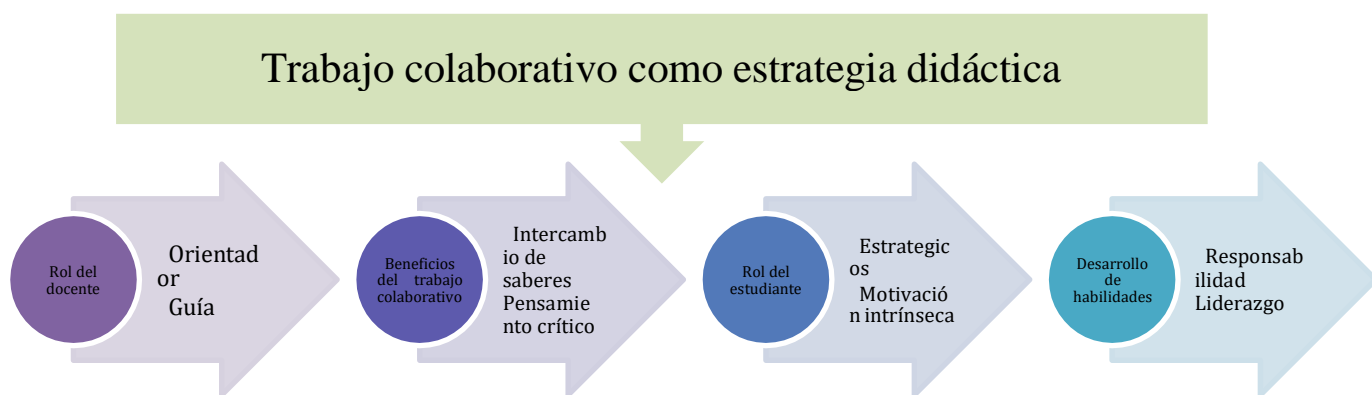 Trabajo colaborativo como estrategia didáctica
Rol del
docente
Orientad
or
Guía
Beneficios
del trabajo
colaborativo
Intercamb
io de
saberes
Pensamie
nto crítico
Rol del
estudiante
Estrategic
os
Motivació
n intrínseca
Desarrollo
de
habilidades
Responsab
ilidad
Liderazgo